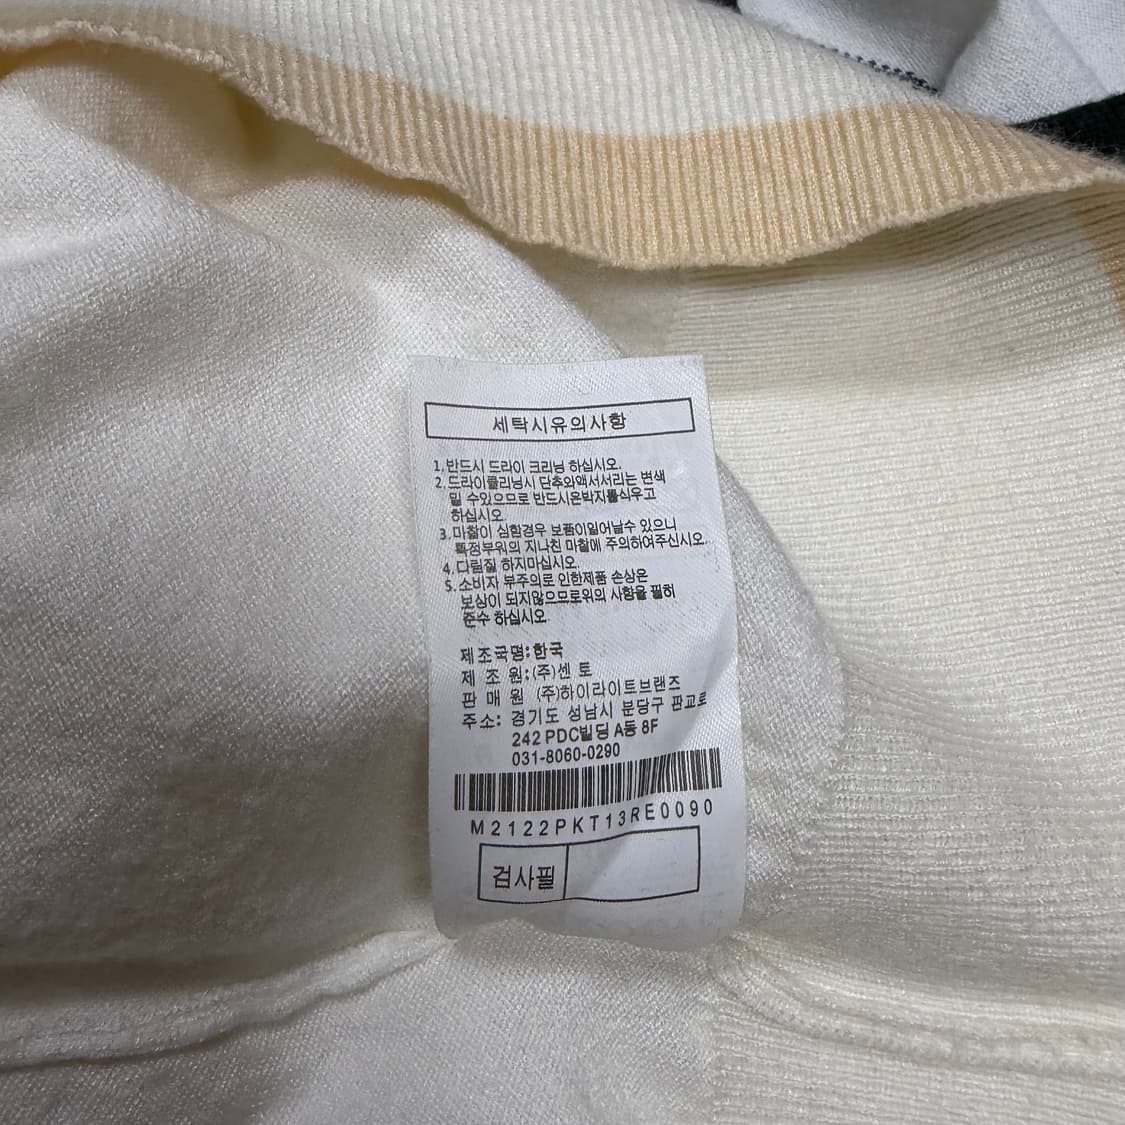 세탁시유의사항
1.반드시 드라이 크리닝 하십시오.
2.드라이클리닝시 단추와액서서리는 변색
될 수있으므로 반드시은박지를씌우고
하십시오.
3.마찰이 심한경우 보품이일어날수 있으니
특정부위의 지나친 마찰에 주의하여주신시오.
4.다림질 하지마십시오.
5.소비자 부주의로 인한제품 손상은
보상이 되지않으므로위의 사항을 필히
준수 하십시오.
제조국명:한국
제 조 원:(주)센 토
판 매 원 (주)하이라이트브랜즈
주소: 경기도 성남시 분당구 판교로
242 PDC빌딩 A동 8F
031-8060-0290
M2122PKT13RE0090
검사필